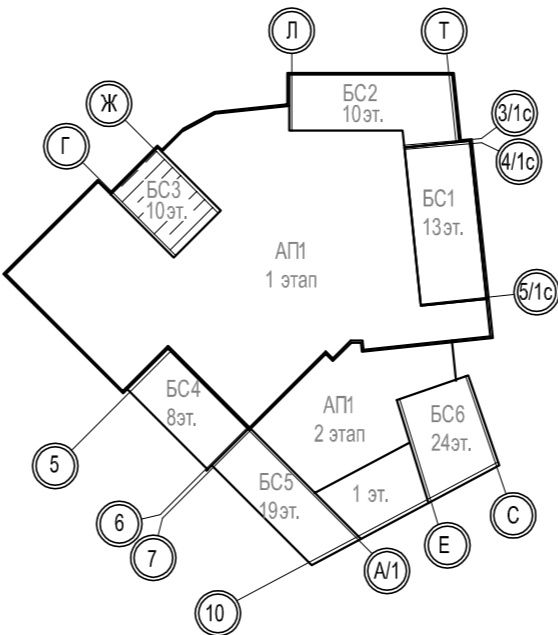 Л
Т
БС2
10эт.
Ж
3/1с
Г
4/1с
БС3
10эт.
БС1
13эт.
АП1
1 этап
5/1с
БС4
8эт.
АП1
2 этап
БС6
24эт.
5
БС5
19эт.
1 эт.
6
С
7
Е
А/1
10